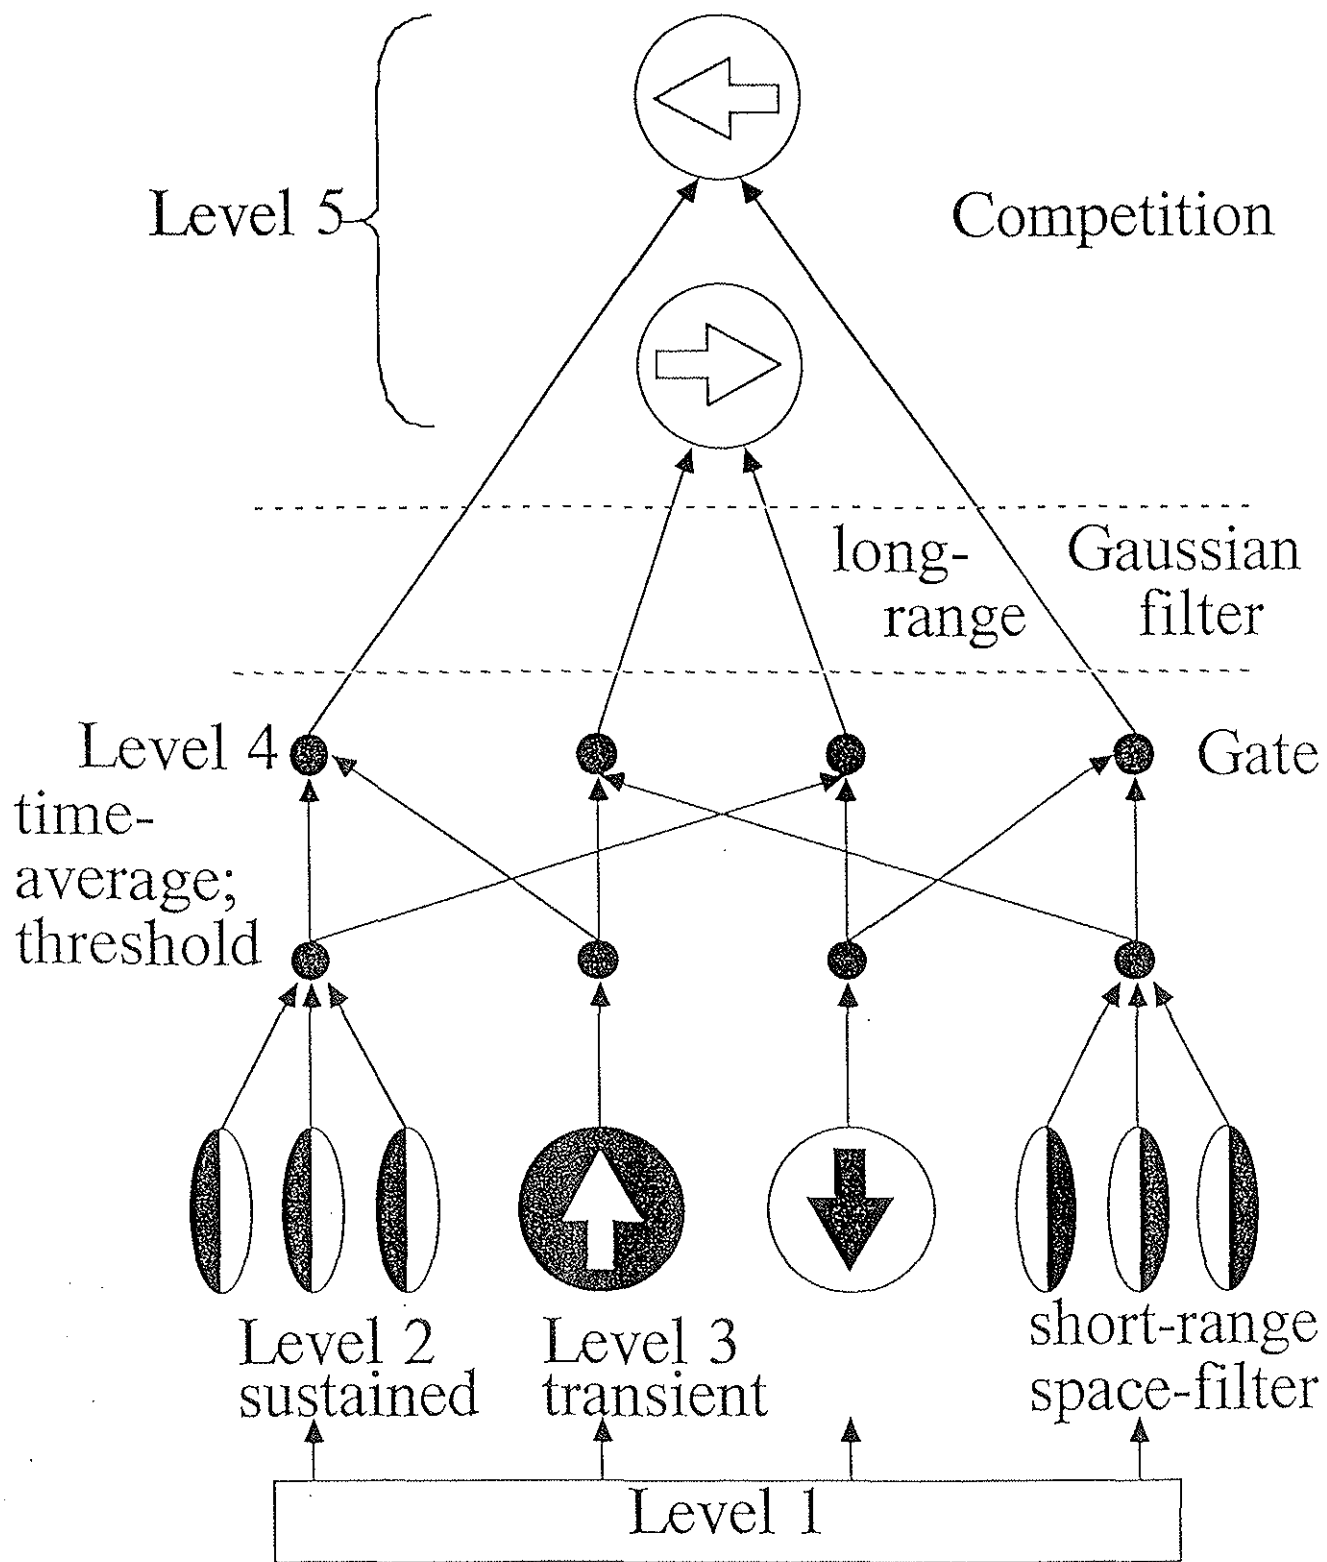 Level 5
Competition
long-
range
Gaussian
filter
Level 4
Gate
time-
average;
threshold
Level 2
sustained
Level 3
transient
short-range
space-filter
Level 1